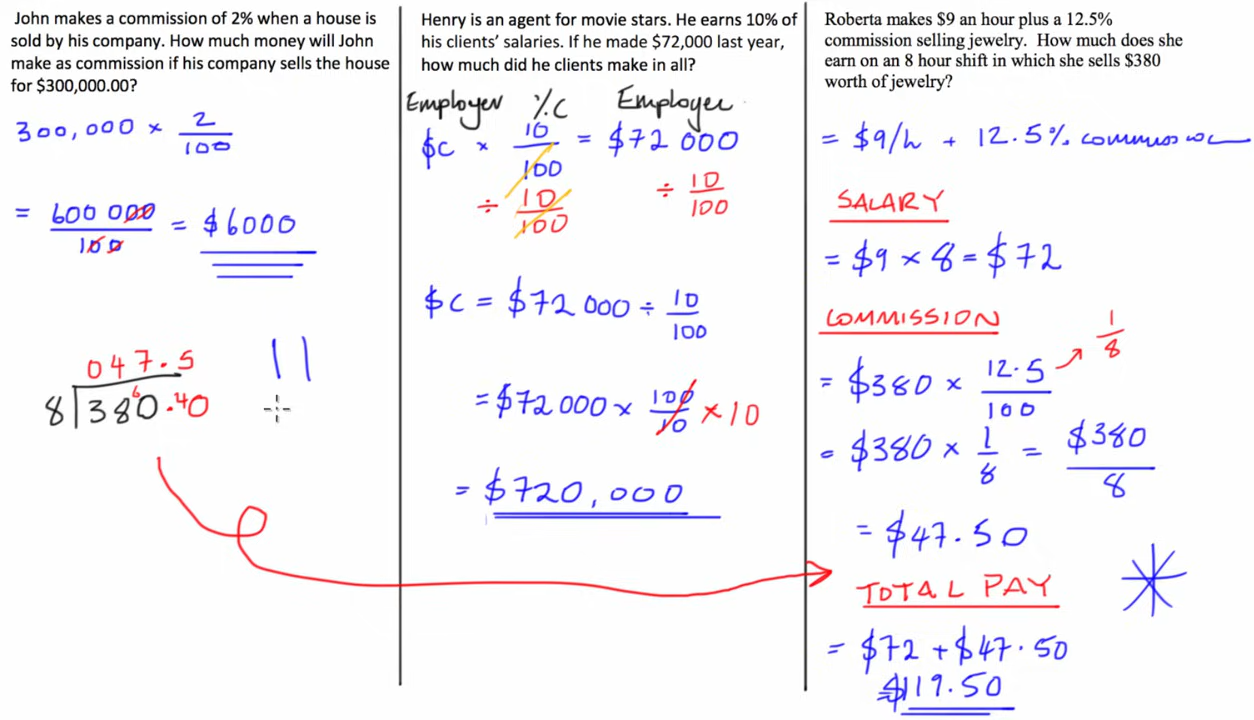 John makes a commission of 2% when a house is
sold by his company. How much money will John
make as commission if his company sells the house
for $300,000.00?
300,000 × 2/100
= 600 000/100 = $6000
047.5
8)380.40
6
11
Henry is an agent for movie stars. He earns 10% of
his clients' salaries. If he made $72,000 last year,
how much did he clients make in all?
Employer %C Employee
$C × 10/100 = $72 000
÷ 10/100 ÷ 10/100
$C = $72 000 ÷ 10/100
= $72 000 × 100/10 × 10
= $720,000
Roberta makes $9 an hour plus a 12.5%
commission selling jewelry. How much does she
earn on an 8 hour shift in which she sells $380
worth of jewelry?
= $9/h + 12.5% commission
SALARY
= $9 × 8 = $72
COMMISSION
= $380 × 12.5/100 → 1/8
= $380 × 1/8 = $380/8
= $47.50
TOTAL PAY
= $72 + $47.50
= $119.50